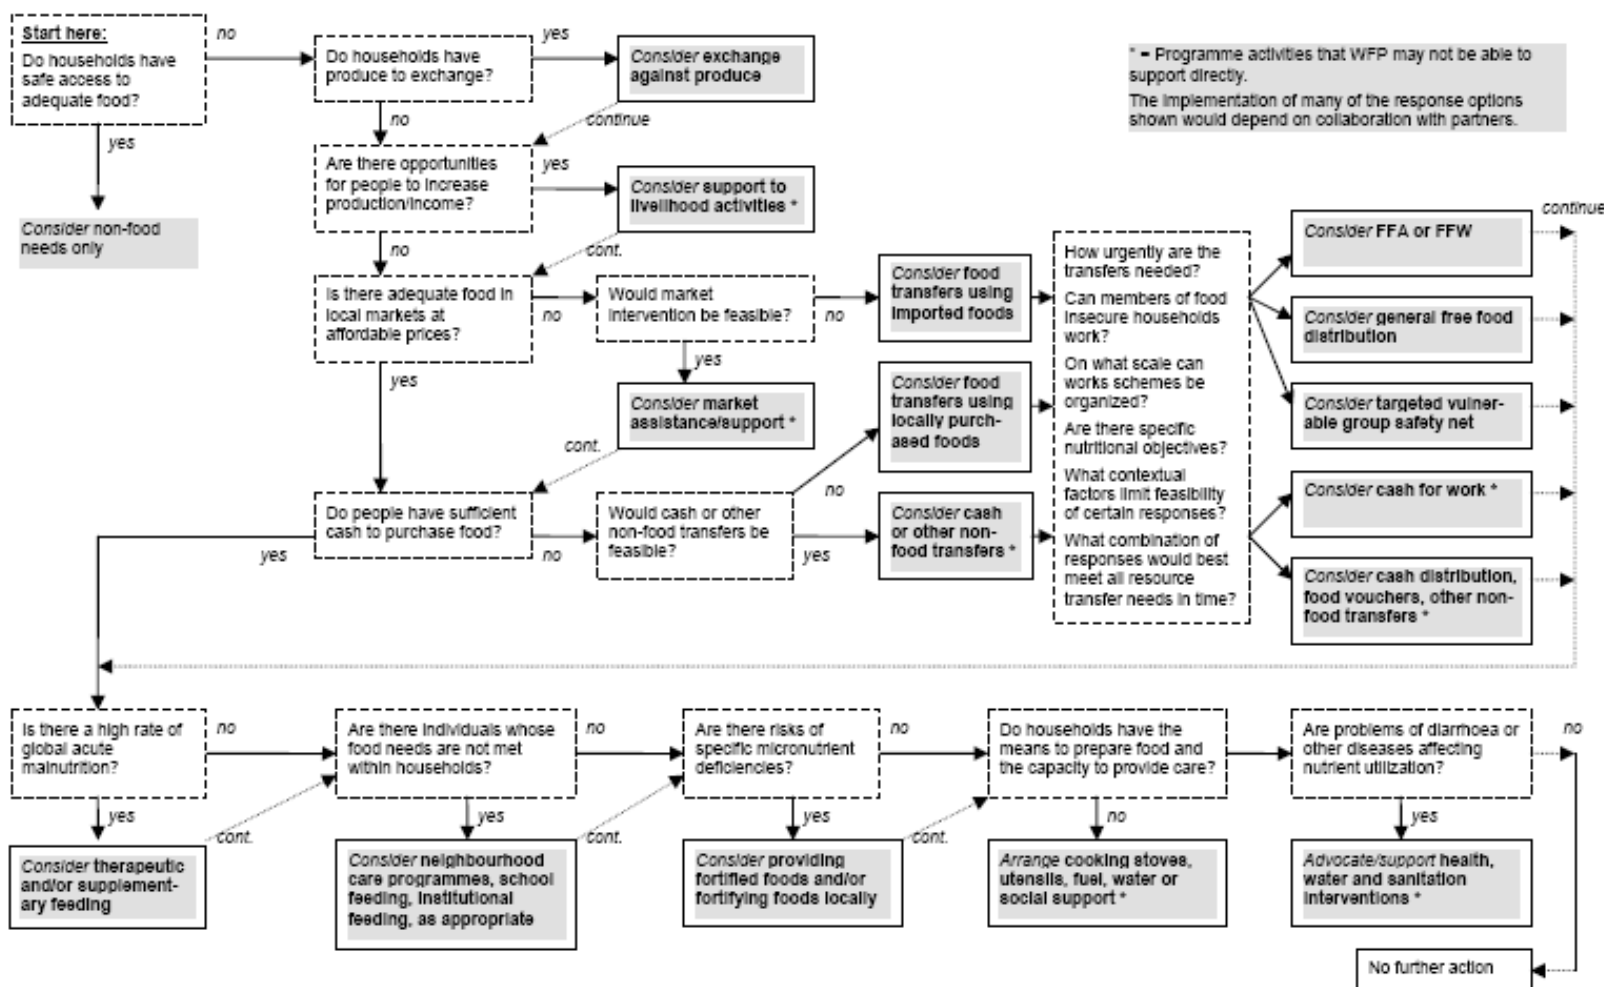 Start here:
Do households have
safe access to
adequate food?
no
yes
Consider non-food
needs only
Do households have
produce to exchange?
yes
no
Consider exchange
against produce
continue
* = Programme activities that WFP may not be able to
support directly.
The implementation of many of the response options
shown would depend on collaboration with partners.
Are there opportunities
for people to increase
production/income?
yes
no
Consider support to
livelihood activities *
cont.
Is there adequate food in
local markets at
affordable prices?
no
yes
Would market
intervention be feasible?
no
yes
Consider market
assistance/support *
cont.
Consider food
transfers using
imported foods
Consider food
transfers using
locally purch-
ased foods
Do people have sufficient
cash to purchase food?
yes
no
Would cash or other
non-food transfers be
feasible?
no
yes
Consider cash
or other non-
food transfers *
How urgently are the
transfers needed?
Can members of food
insecure households
work?
On what scale can
works schemes be
organized?
Are there specific
nutritional objectives?
What contextual
factors limit feasibility
of certain responses?
What combination of
responses would best
meet all resource
transfer needs in time?
Consider FFA or FFW
continue
Consider general free food
distribution
Consider targeted vulner-
able group safety net
Consider cash for work *
Consider cash distribution,
food vouchers, other non-
food transfers *
Is there a high rate of
global acute
malnutrition?
no
yes
Consider therapeutic
and/or supplement-
ary feeding
cont.
Are there individuals whose
food needs are not met
within households?
no
yes
Consider neighbourhood
care programmes, school
feeding, institutional
feeding, as appropriate
cont.
Are there risks of
specific micronutrient
deficiencies?
no
yes
Consider providing
fortified foods and/or
fortifying foods locally
cont.
Do households have the
means to prepare food and
the capacity to provide care?
no
Arrange cooking stoves,
utensils, fuel, water or
social support *
Are problems of diarrhoea or
other diseases affecting
nutrient utilization?
no
yes
Advocate/support health,
water and sanitation
interventions *
No further action